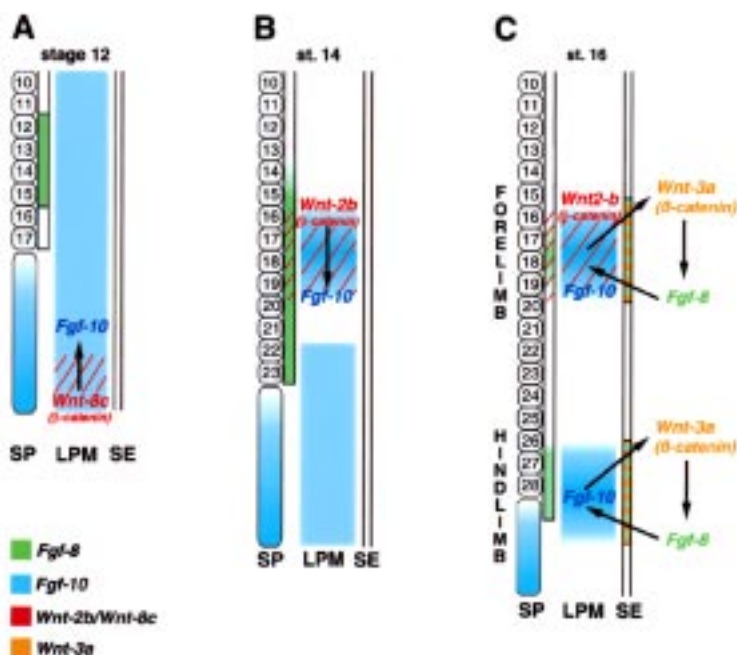 A
stage 12
10
11
12
13
14
15
16
17
Fgf-10
Wnt-8c
(β-catenin)
SP LPM SE
B
st. 14
10
11
12
13
14
15
16
17
18
19
20
21
22
23
Wnt-2b
(β-catenin)
Fgf-10
SP LPM SE
C
st. 16
10
11
12
13
14
15
16
17
18
19
20
21
22
23
24
25
26
27
28
FORELIMB
Wnt2-b
(β-catenin)
Fgf-10
Wnt-3a
(β-catenin)
Fgf-8
HINDLIMB
Fgf-10
Wnt-3a
(β-catenin)
Fgf-8
SP LPM SE
Fgf-8
Fgf-10
Wnt-2b/Wnt-8c
Wnt-3a